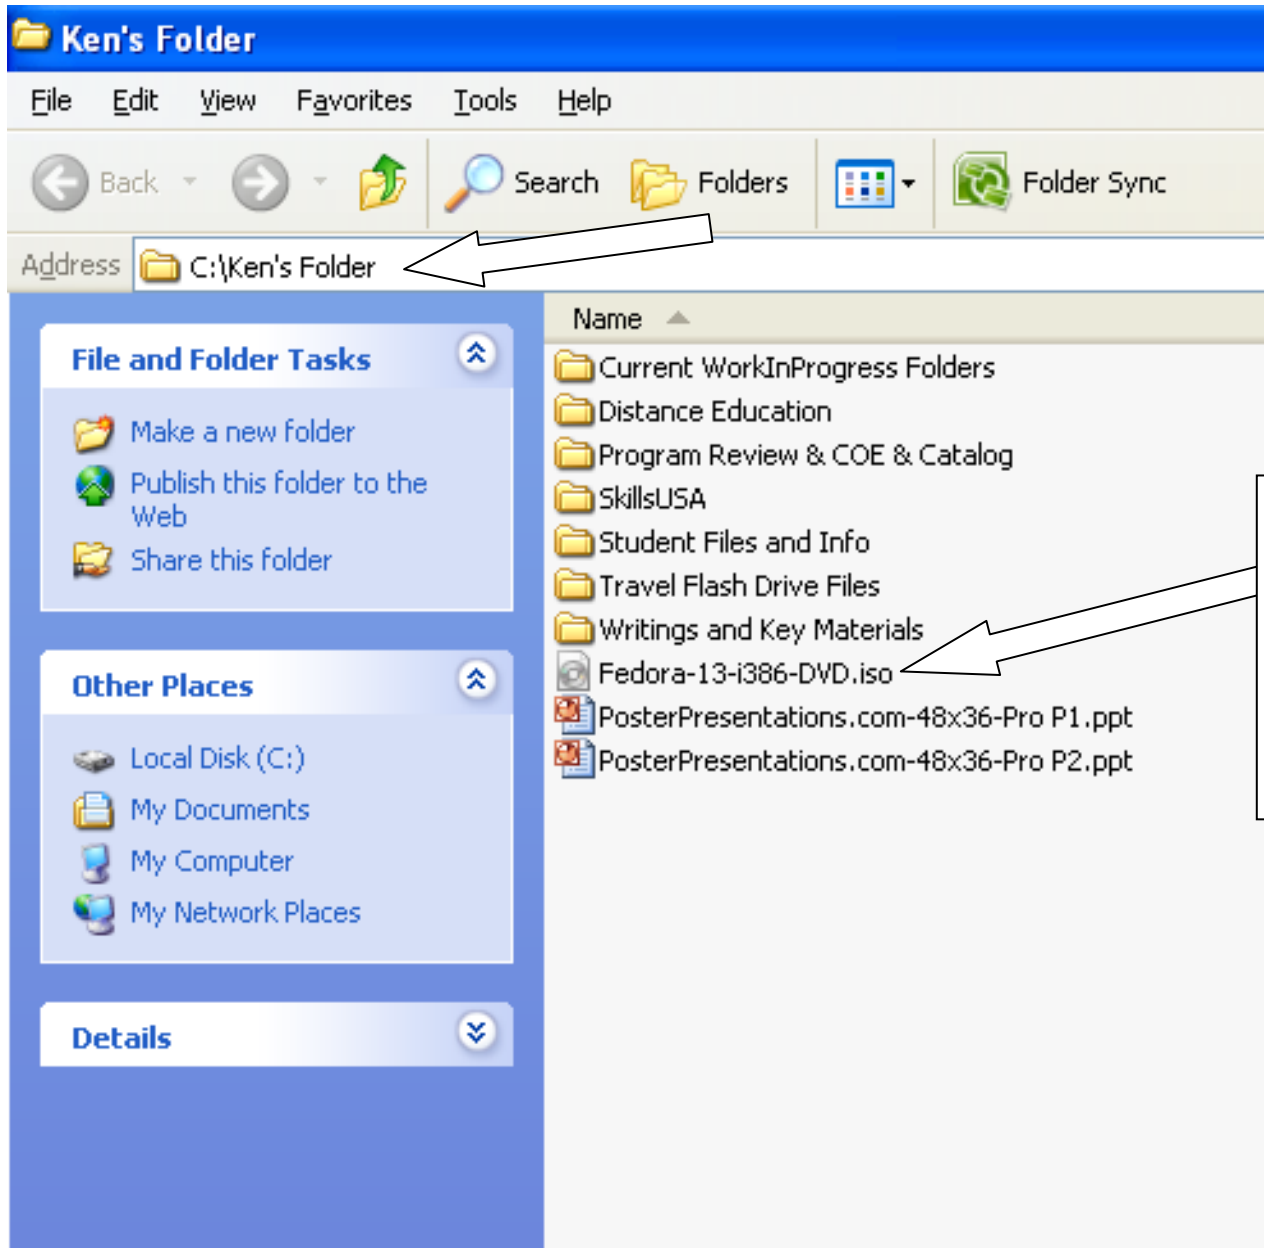 Ken's Folder
File Edit View Favorites Tools Help
Back Search Folders Folder Sync
Address C:\Ken's Folder
File and Folder Tasks
Make a new folder
Publish this folder to the
Web
Share this folder
Other Places
Local Disk (C:)
My Documents
My Computer
My Network Places
Details
Name
Current WorkInProgress Folders
Distance Education
Program Review & COE & Catalog
SkillsUSA
Student Files and Info
Travel Flash Drive Files
Writings and Key Materials
Fedora-13-i386-DVD.iso
PosterPresentations.com-48x36-Pro P1.ppt
PosterPresentations.com-48x36-Pro P2.ppt